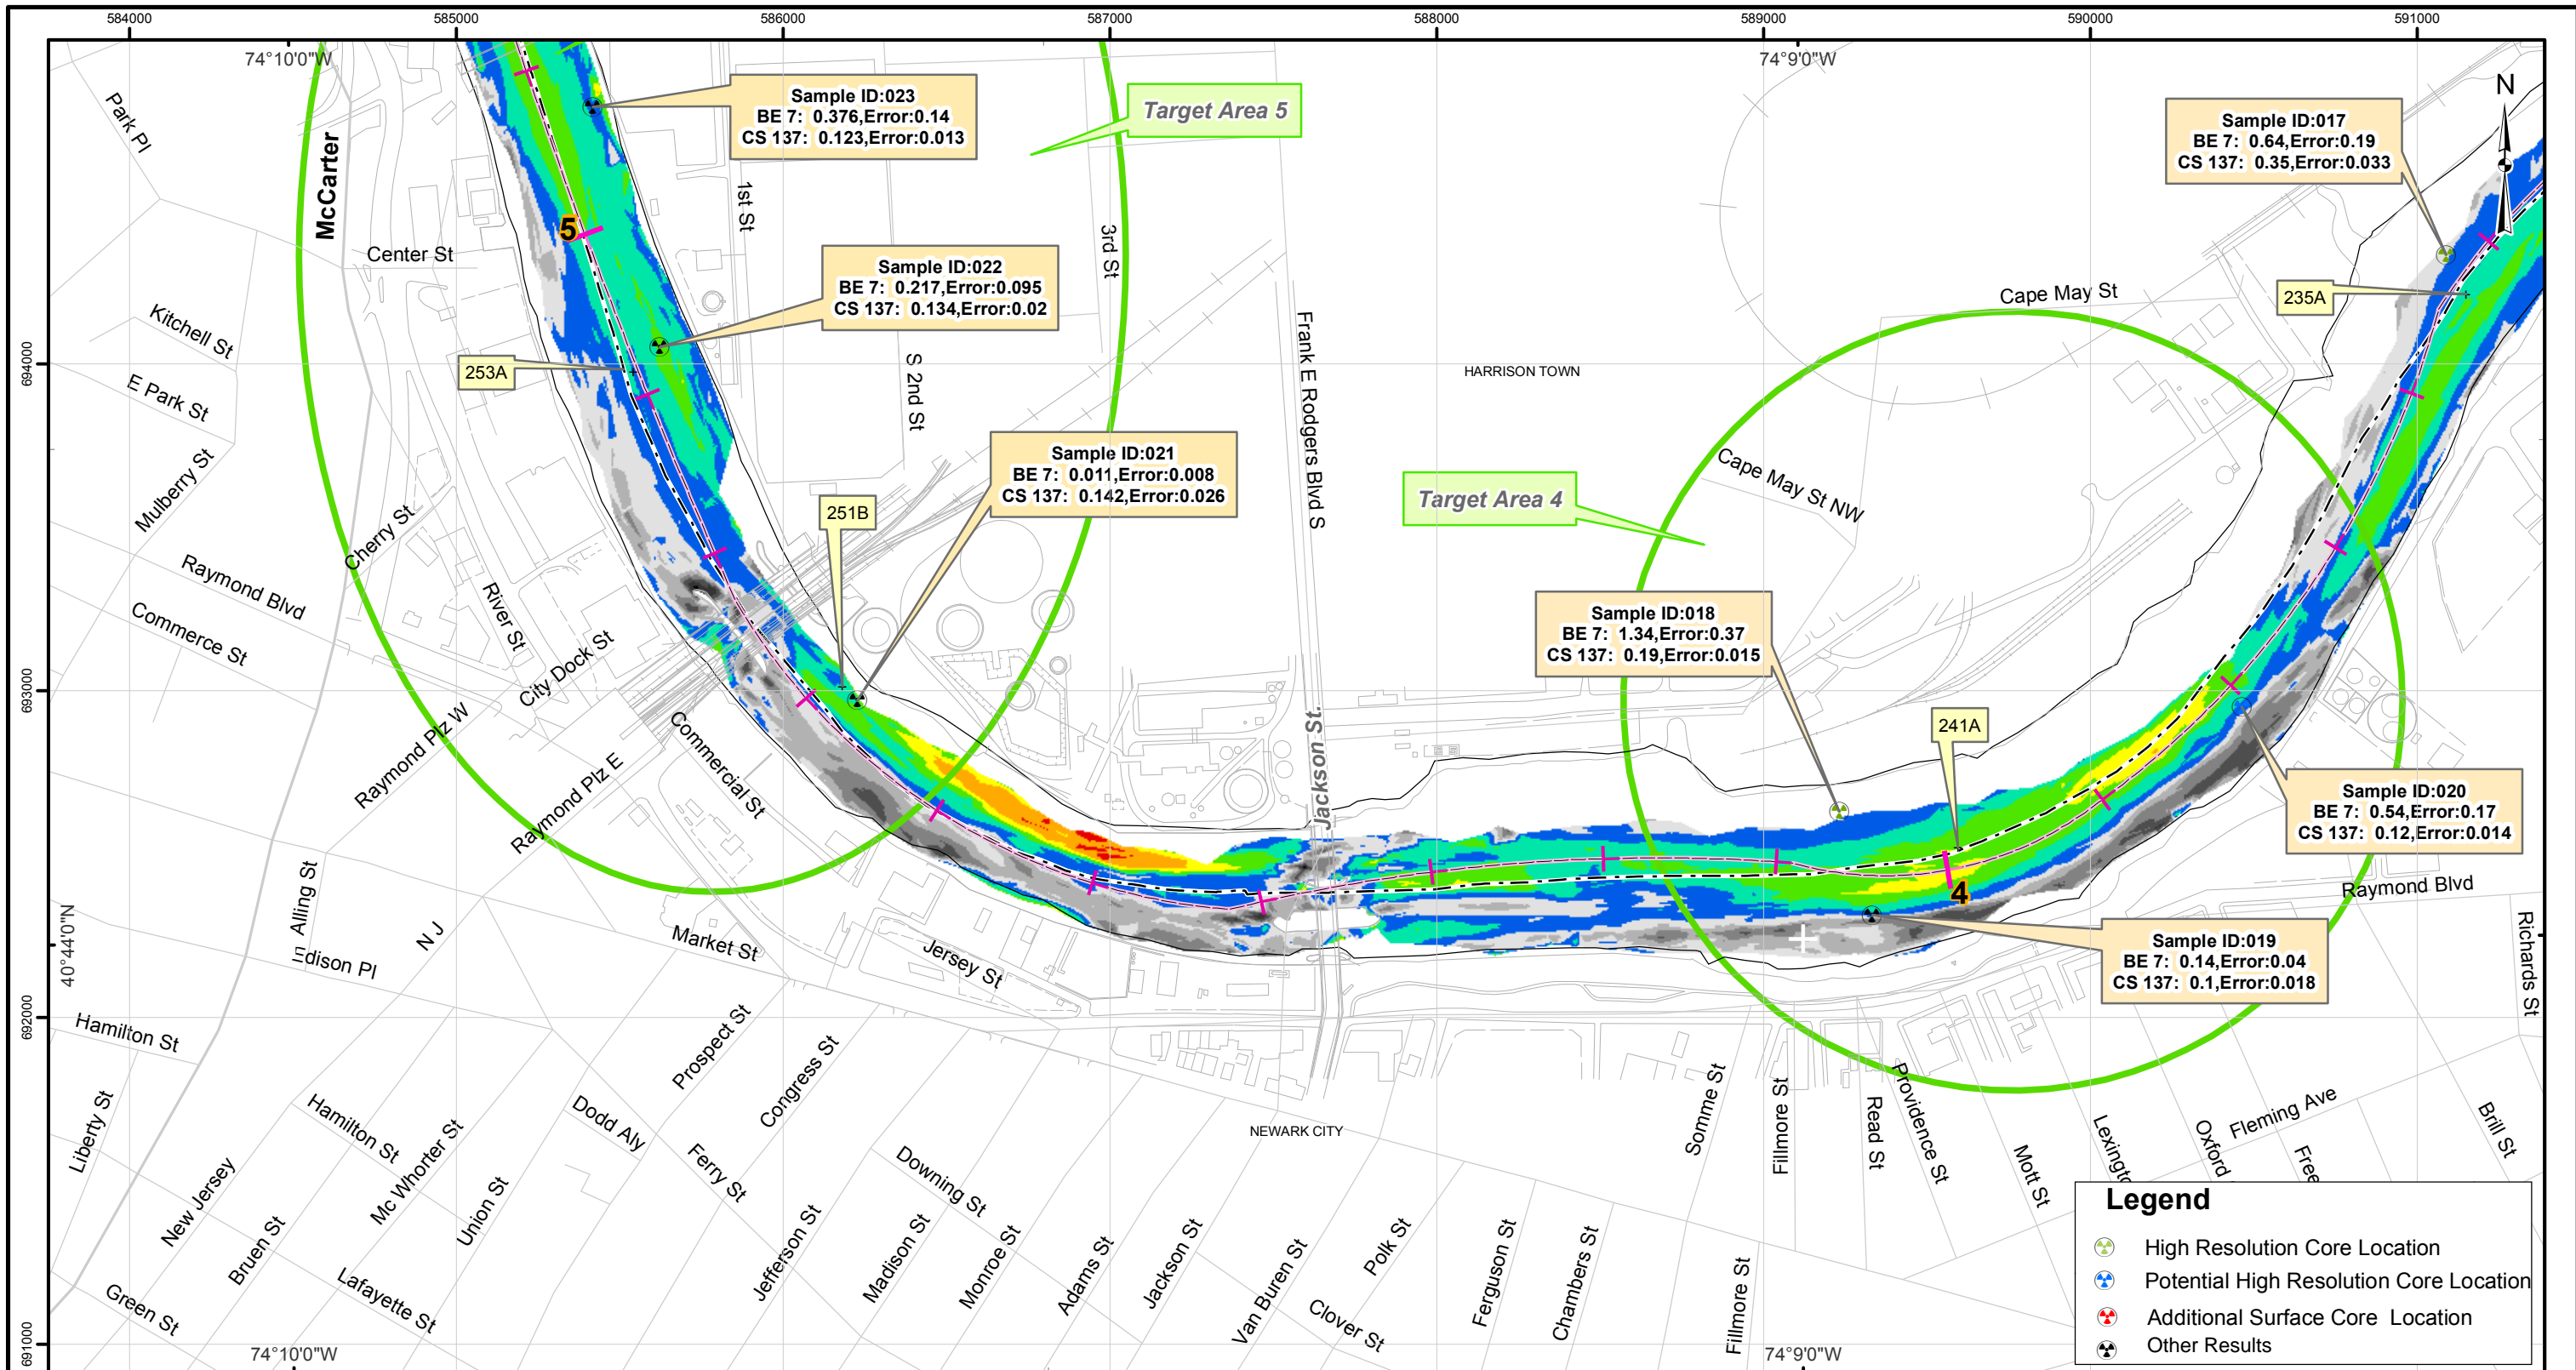 584000
585000
586000
587000
588000
589000
590000
591000
74°10'0"W
74°9'0"W
N
Park Pl
McCarter
Sample ID:023
BE 7: 0.376,Error:0.14
CS 137: 0.123,Error:0.013
Target Area 5
Sample ID:017
BE 7: 0.64,Error:0.19
CS 137: 0.35,Error:0.033
1st St
5
Center St
3rd St
Sample ID:022
BE 7: 0.217,Error:0.095
CS 137: 0.134,Error:0.02
Cape May St
235A
Kitchell St
694000
253A
E Park St
S 2nd St
Frank E Rodgers Blvd S
HARRISON TOWN
Mulberry St
Sample ID:021
BE 7: 0.011,Error:0.008
CS 137: 0.142,Error:0.026
Cape May St NW
Target Area 4
Cherry St
251B
Raymond Blvd
River St
Commerce St
Sample ID:018
BE 7: 1.34,Error:0.37
CS 137: 0.19,Error:0.015
City Dock St
693000
Raymond Plz W
Commercial St
241A
Raymond Plz E
Jackson St.
Sample ID:020
BE 7: 0.54,Error:0.17
CS 137: 0.12,Error:0.014
4
Raymond Blvd
Alling St
40°44'0"N
N J
Market St
Jersey St
Edison Pl
Sample ID:019
BE 7: 0.14,Error:0.04
CS 137: 0.1,Error:0.018
Richards St
692000
Hamilton St
Prospect St
Congress St
Liberty St
Hamilton St
Mc Whorter St
Dodd Aly
Ferry St
NEWARK CITY
Somme St
Fillmore St
Read St
Providence St
Mott St
Fleming Ave
Brill St
New Jersey
Bruen St
Union St
Downing St
Legend
High Resolution Core Location
Potential High Resolution Core Location
Additional Surface Core Location
Other Results
Jefferson St
Madison St
Monroe St
Adams St
Jackson St
Van Buren St
Polk St
Ferguson St
Chambers St
Fillmore St
Green St
Lafayette St
Clover St
691000
74°10'0"W
74°9'0"W
Oxford